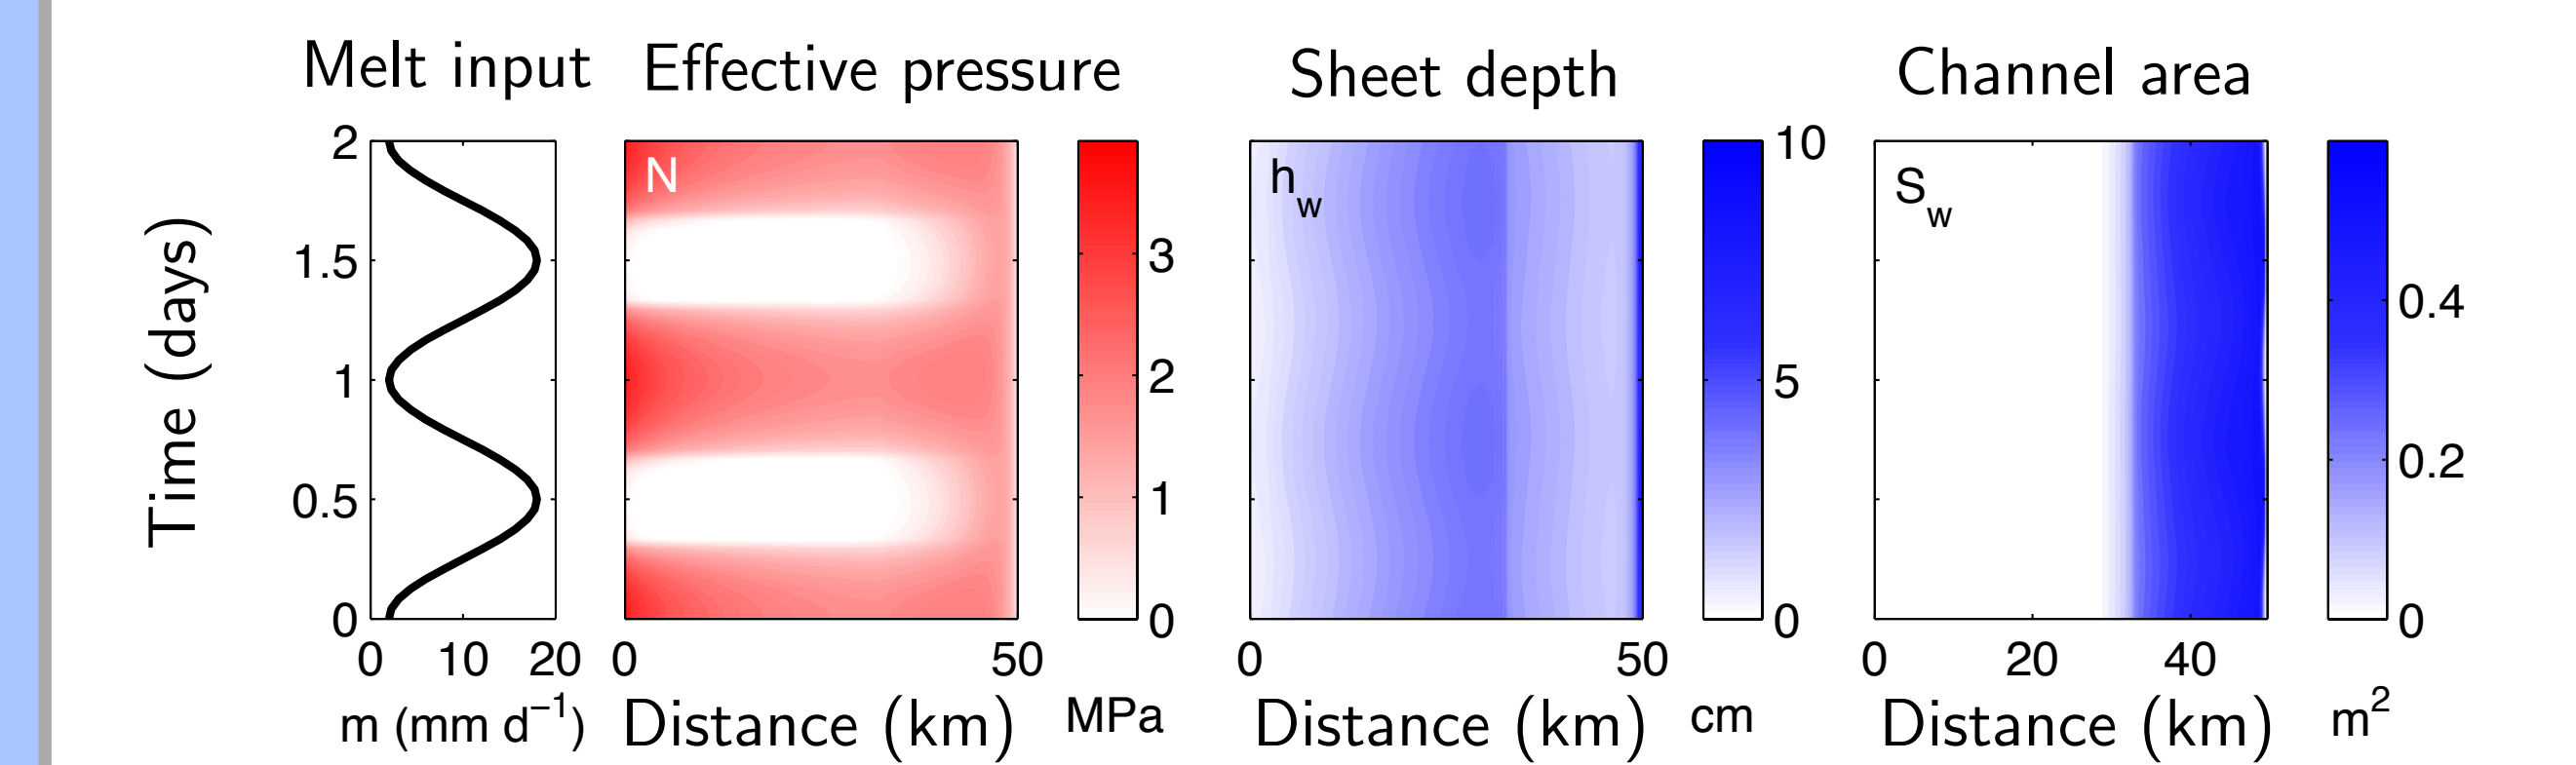 Melt input
Effective pressure
Sheet depth
Channel area
Time (days)
2
1.5
1
0.5
0
0 10 20
m (mm d⁻¹)
N
0 50
Distance (km)
3
2
1
0
MPa
h_w
0 50
Distance (km)
10
5
0
cm
S_w
0 20 40
Distance (km)
0.4
0.2
0
m²